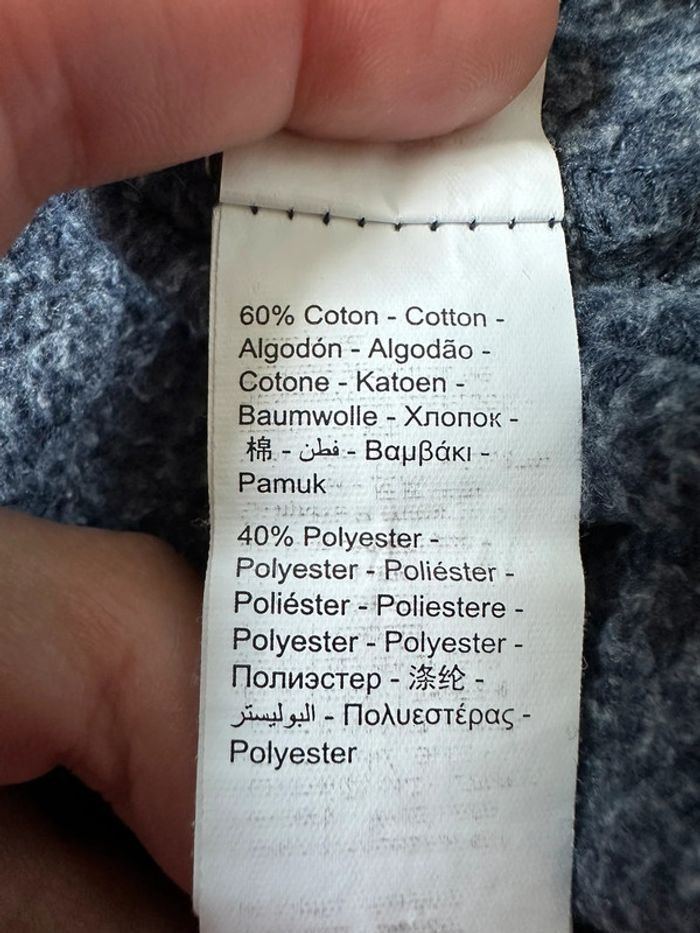 60% Coton - Cotton -
Algodón - Algodão -
Cotone - Katoen -
Baumwolle - Хлопок -
棉 - قطن - Βαμβάκι -
Pamuk
40% Polyester -
Polyester - Poliéster -
Poliéster - Poliestere -
Polyester - Polyester -
Полиэстер - 涤纶 -
البوليستر - Πολυεστέρας -
Polyester